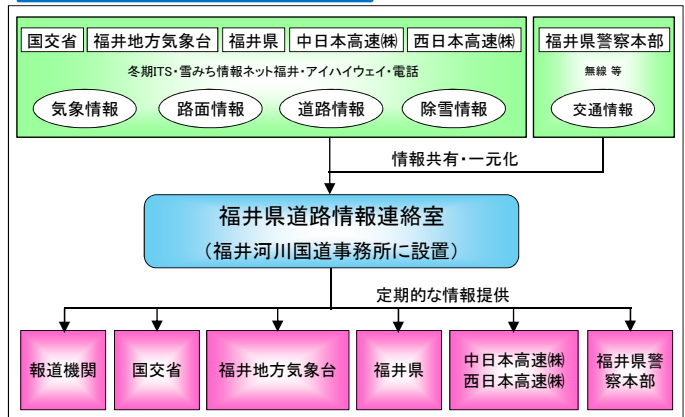 国交省 福井地方気象台 福井県 中日本高速㈱ 西日本高速㈱
冬期ITS・雪みち情報ネット福井・アイハイウェイ・電話
気象情報 路面情報 道路情報 除雪情報
福井県警察本部
無線 等
交通情報
情報共有・一元化
福井県道路情報連絡室
（福井河川国道事務所に設置）
定期的な情報提供
報道機関
国交省
福井地方気象台
福井県
中日本高速㈱
西日本高速㈱
福井県警
察本部